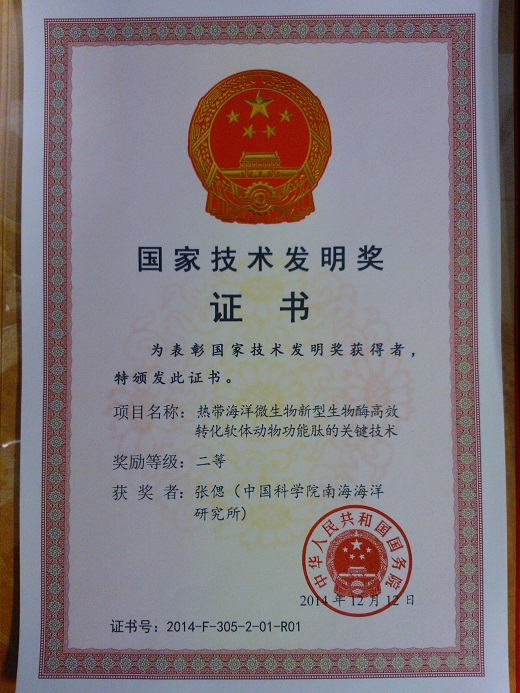 国家技术发明奖
证书
为表彰国家技术发明奖获得者，
特颁发此证书。
项目名称：热带海洋微生物新型生物酶高效
转化软体动物功能肽的关键技术
奖励等级：二等
获奖者：张偲（中国科学院南海海洋
研究所）
中华人民共和国国务院
2014年12月12日
证书号：2014-F-305-2-01-R01